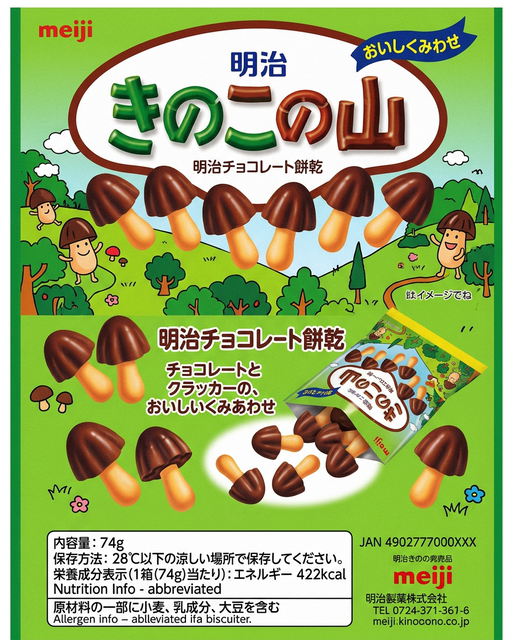 meiji
おいしくみわせ
明治
きのこの山
明治チョコレート餅乾
はイメージでね
明治チョコレート餅乾
チョコレートと
クラッカーの、
おいしいくみあわせ
きのこの山
meiji
内容量：74g
保存方法：28℃以下の涼しい場所で保存してください。
栄養成分表示(1箱(74g)当たり)：エネルギー 422kcal
Nutrition Info - abbreviated
原材料の一部に小麦、乳成分、大豆を含む
Allergen info – ablleviated ifa biscuiter.
JAN 4902777000XXX
meiji
明治製菓株式会社
TEL 0724-371-361-6
meiji.kinocono.co.jp